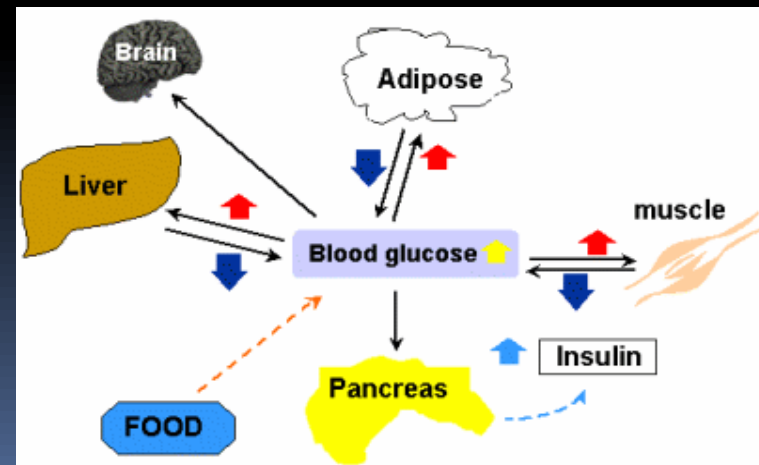 Brain
Adipose
Liver
muscle
Blood glucose
Insulin
Pancreas
FOOD